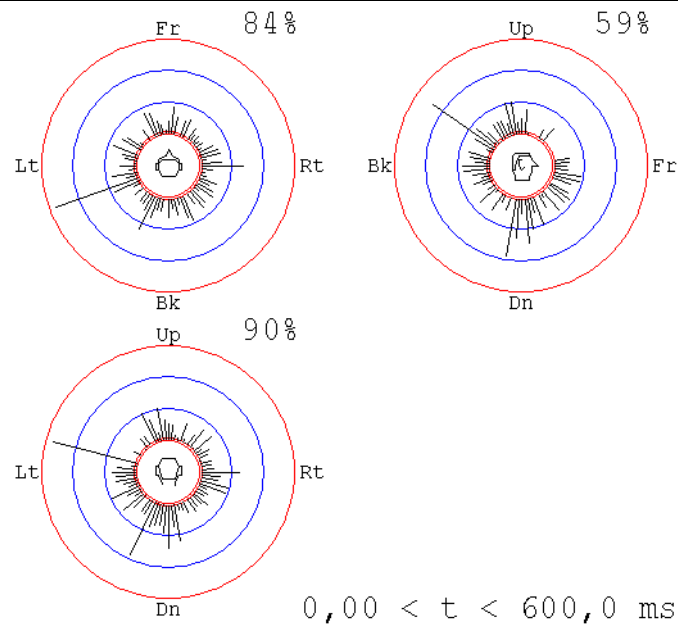 Fr 84% Up 59%
Lt Rt Bk Fr
Bk Dn
Up 90%
Lt Rt
Dn
0,00 < t < 600,0 ms